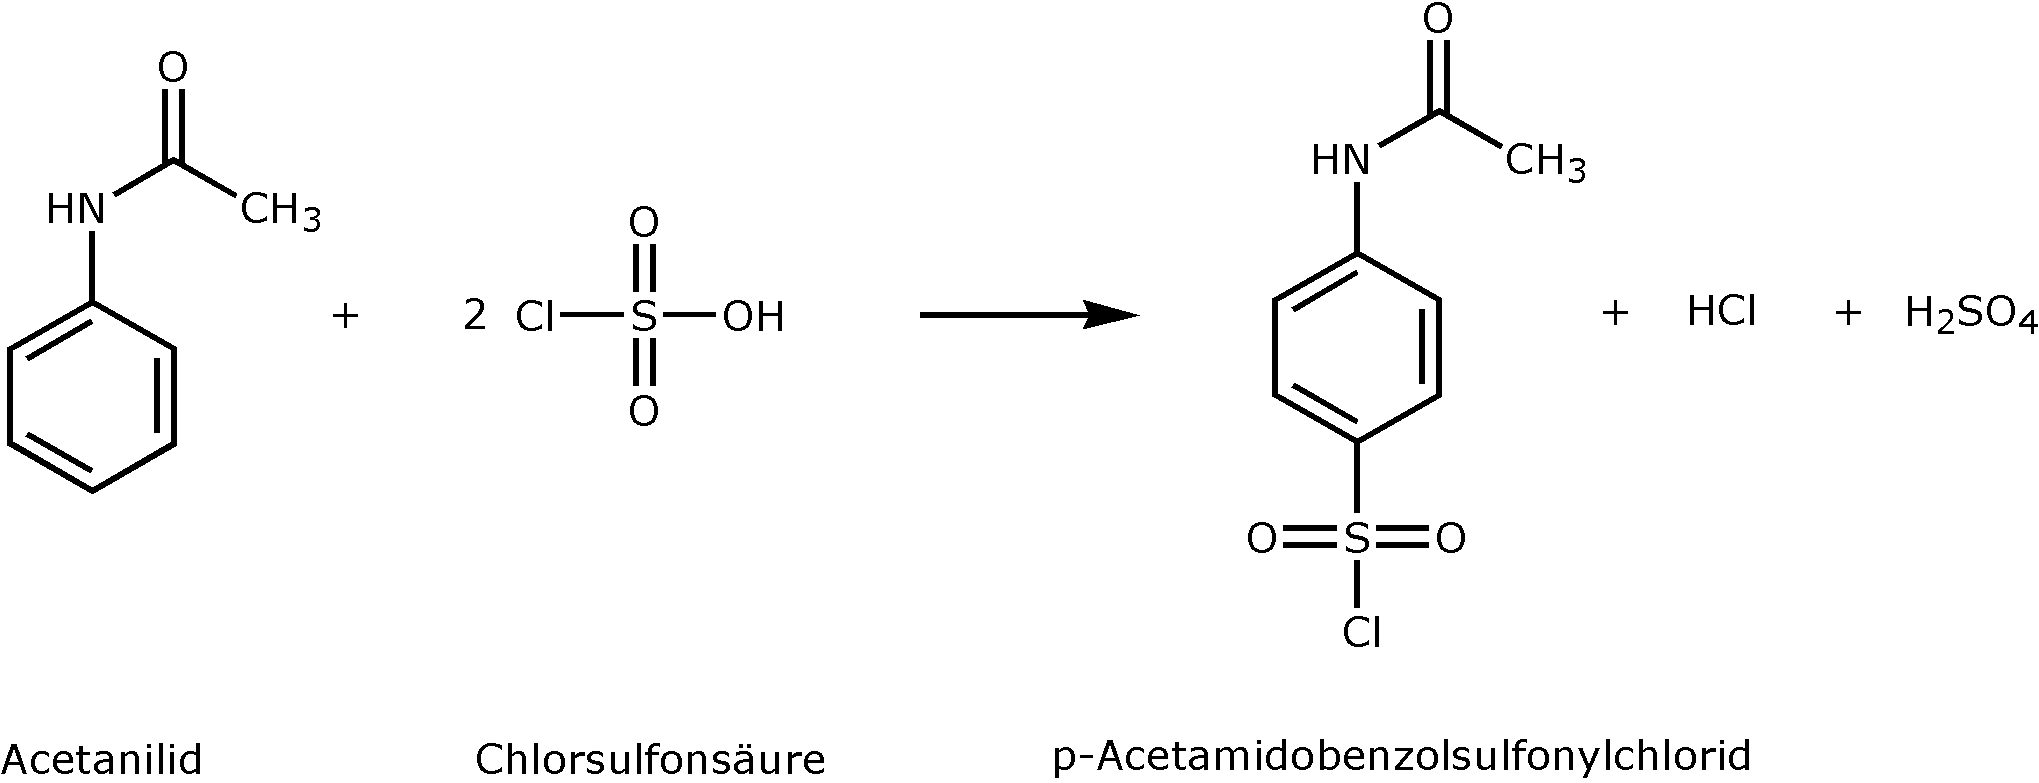 O
O
HN
CH3
HN
CH3
O
+
2
Cl
S
OH
+
HCl
+
H2SO4
O
O
S
O
Cl
Acetanilid
Chlorsulfonsäure
p-Acetamidobenzolsulfonylchlorid